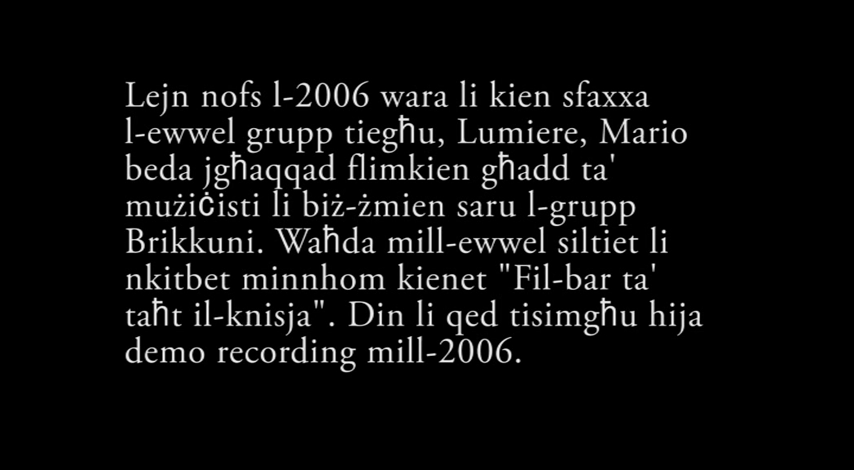 Lejn nofs l-2006 wara li kien sfaxxa
l-ewwel grupp tiegħu, Lumiere, Mario
beda jgħaqqad flimkien għadd ta'
mużiċisti li biż-żmien saru l-grupp
Brikkuni. Waħda mill-ewwel siltiet li
nkitbet minnhom kienet "Fil-bar ta'
taħt il-knisja". Din li qed tisimgħu hija
demo recording mill-2006.